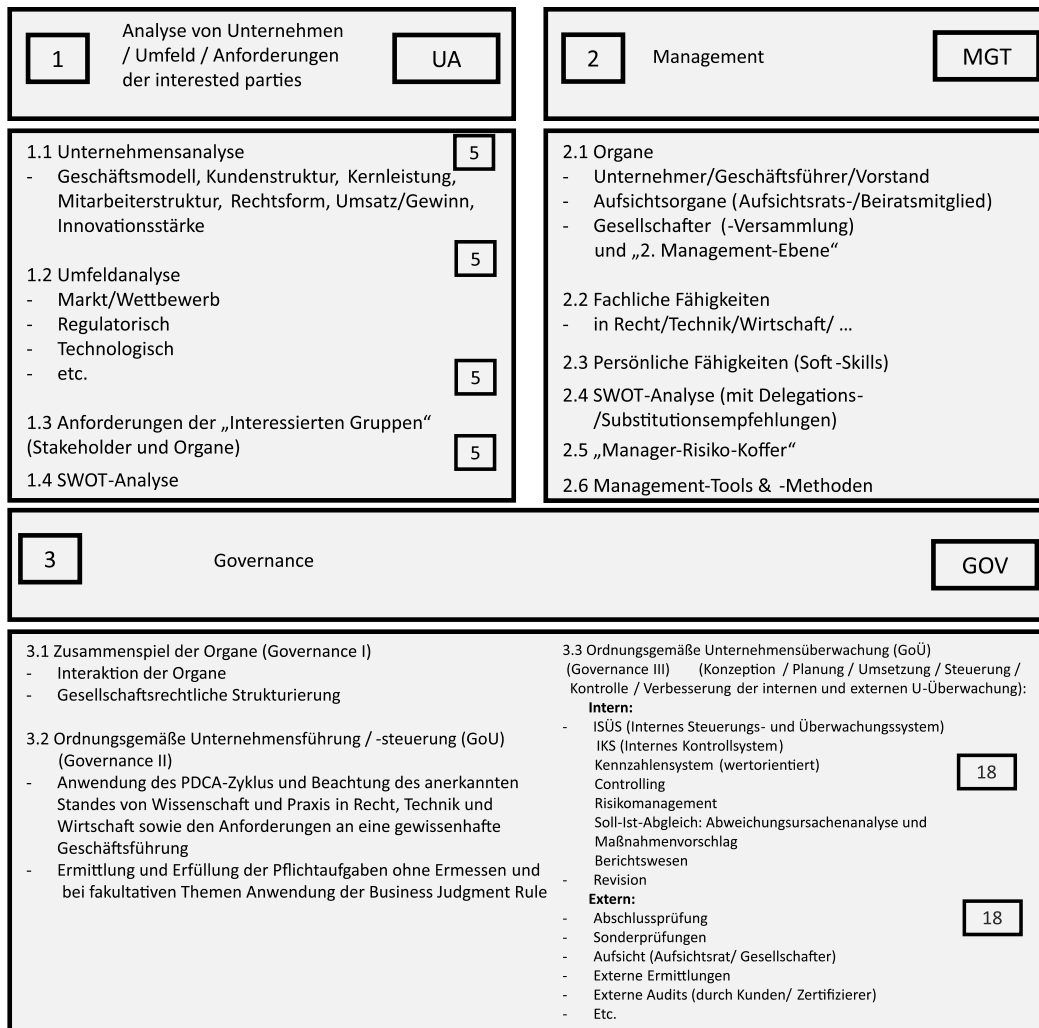 1
Analyse von Unternehmen
/ Umfeld / Anforderungen
der interested parties
UA
2
Management
MGT
1.1 Unternehmensanalyse
5
- Geschäftsmodell, Kundenstruktur, Kernleistung,
Mitarbeiterstruktur, Rechtsform, Umsatz/Gewinn,
Innovationsstärke
5
1.2 Umfeldanalyse
- Markt/Wettbewerb
- Regulatorisch
- Technologisch
- etc.
5
1.3 Anforderungen der „Interessierten Gruppen“
(Stakeholder und Organe)
5
1.4 SWOT-Analyse
2.1 Organe
- Unternehmer/Geschäftsführer/Vorstand
- Aufsichtsorgane (Aufsichtsrats-/Beiratsmitglied)
- Gesellschafter (-Versammlung)
und „2. Management-Ebene“
2.2 Fachliche Fähigkeiten
- in Recht/Technik/Wirtschaft/ ...
2.3 Persönliche Fähigkeiten (Soft-Skills)
2.4 SWOT-Analyse (mit Delegations-
/Substitutionsempfehlungen)
2.5 „Manager-Risiko-Koffer“
2.6 Management-Tools & -Methoden
3
Governance
GOV
3.1 Zusammenspiel der Organe (Governance I)
- Interaktion der Organe
- Gesellschaftsrechtliche Strukturierung
3.2 Ordnungsgemäße Unternehmensführung / -steuerung (GoU)
(Governance II)
- Anwendung des PDCA-Zyklus und Beachtung des anerkannten
Standes von Wissenschaft und Praxis in Recht, Technik und
Wirtschaft sowie den Anforderungen an eine gewissenhafte
Geschäftsführung
- Ermittlung und Erfüllung der Pflichtaufgaben ohne Ermessen und
bei fakultativen Themen Anwendung der Business Judgment Rule
3.3 Ordnungsgemäße Unternehmensüberwachung (GoÜ)
(Governance III) (Konzeption / Planung / Umsetzung / Steuerung /
Kontrolle / Verbesserung der internen und externen U-Überwachung):
Intern:
- ISÜS (Internes Steuerungs- und Überwachungssystem)
IKS (Internes Kontrollsystem)
Kennzahlensystem (wertorientiert)
18
Controlling
Risikomanagement
Soll-Ist-Abgleich: Abweichungsursachenanalyse und
Maßnahmenvorschlag
Berichtswesen
- Revision
Extern:
- Abschlussprüfung
18
- Sonderprüfungen
- Aufsicht (Aufsichtsrat/ Gesellschafter)
- Externe Ermittlungen
- Externe Audits (durch Kunden/ Zertifizierer)
- Etc.